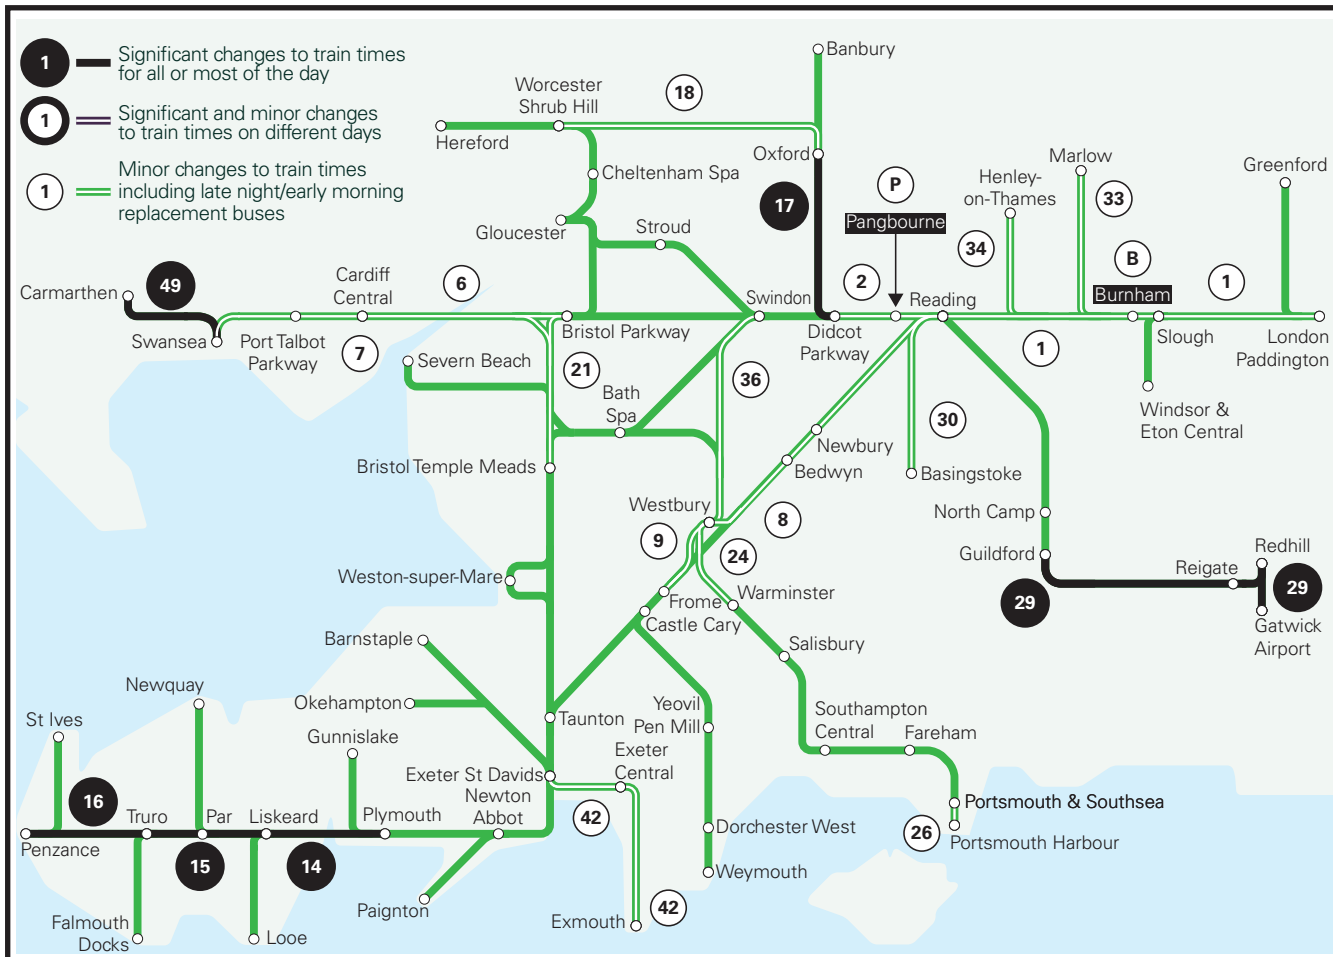 1
Significant changes to train times
for all or most of the day
1
Significant and minor changes
to train times on different days
1
Minor changes to train times
including late night/early morning
replacement buses
Banbury
Worcester
Shrub Hill
18
Hereford
Oxford
Cheltenham Spa
17
Gloucester
Stroud
P
Pangbourne
Henley-
on-Thames
34
Marlow
33
Greenford
B
Burnham
1
49
Carmarthen
Swansea
Cardiff
Central
6
Port Talbot
Parkway
7
Bristol Parkway
Swindon
2
Didcot
Parkway
Reading
1
Slough
London
Paddington
Windsor &
Eton Central
Severn Beach
21
Bath
Spa
36
Newbury
Bedwyn
30
Basingstoke
Bristol Temple Meads
Westbury
8
9
24
North Camp
Guildford
29
Reigate
Redhill
29
Gatwick
Airport
Weston-super-Mare
Frome
Castle Cary
Warminster
Salisbury
Barnstaple
Okehampton
Newquay
St Ives
Gunnislake
Taunton
Yeovil
Pen Mill
Southampton
Central
Fareham
Exeter St Davids
Exeter
Central
Newton
Abbot
42
16
Truro
Par
Liskeard
Plymouth
Penzance
15
14
Portsmouth & Southsea
26
Portsmouth Harbour
Dorchester West
Weymouth
Paignton
Exmouth
42
Falmouth
Docks
Looe